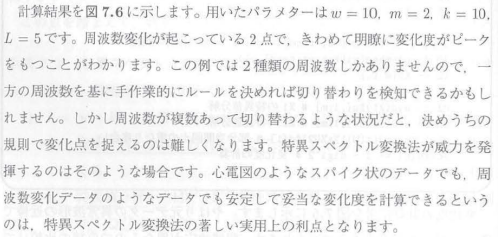 計算結果を図7.6に示します。用いたパラメターはw = 10, m = 2, k = 10,
L = 5です。周波数変化が起こっている2点で,きわめて明瞭に変化度がピーク
をもつことがわかります。この例では2種類の周波数しかありませんので,一
方の周波数を基に手作業的にルールを決めれば切り替わりを検知できるかもし
れません。しかし周波数が複数あって切り替わるような状況だと,決めうちの
規則で変化点を捉えるのは難しくなります。特異スペクトル変換法が威力を発
揮するのはそのような場合です。心電図のようなスパイク状のデータでも,周
波数変化データのようなデータでも安定して妥当な変化度を計算できるという
のは,特異スペクトル変換法の著しい実用上の利点となります。